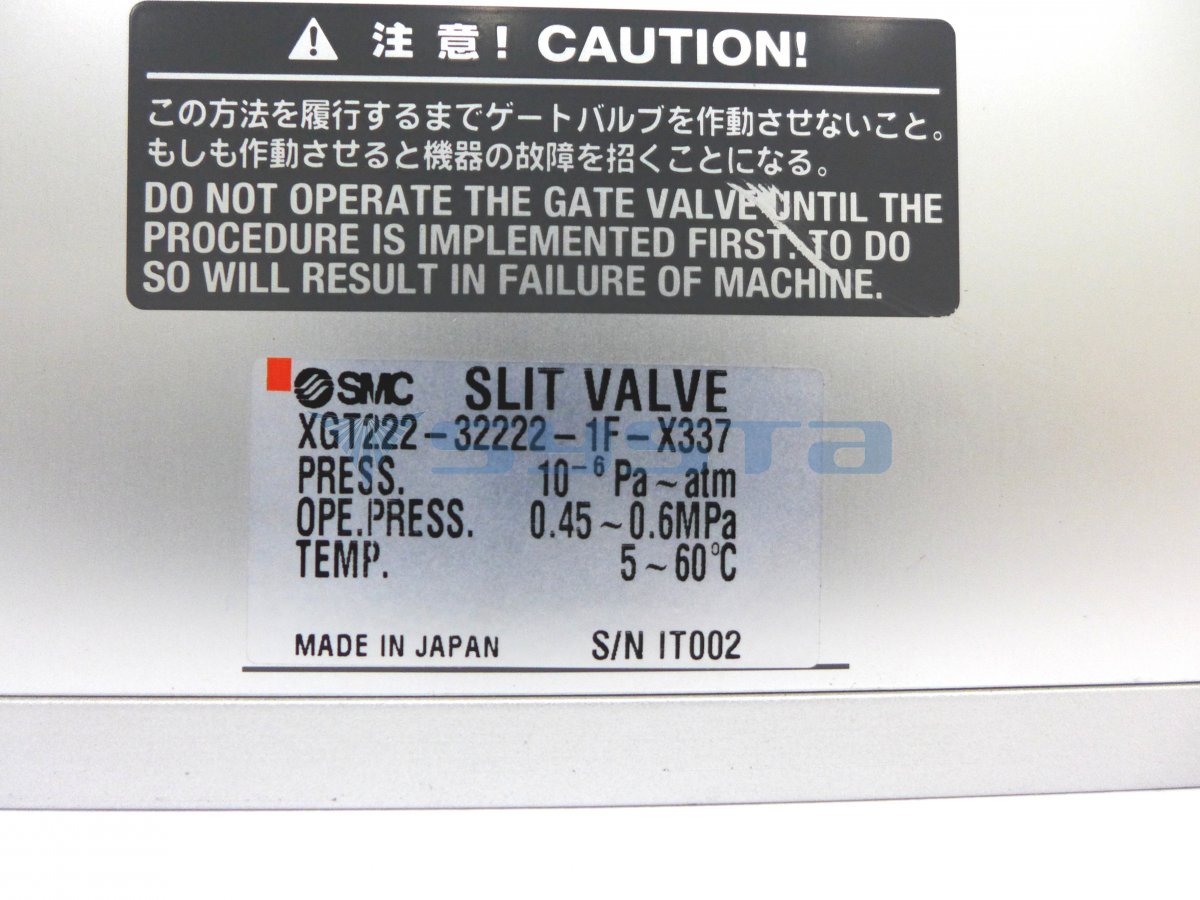 注意! CAUTION!
この方法を履行するまでゲートバルブを作動させないこと。
もしも作動させると機器の故障を招くことになる。
DO NOT OPERATE THE GATE VALVE UNTIL THE
PROCEDURE IS IMPLEMENTED FIRST. TO DO
SO WILL RESULT IN FAILURE OF MACHINE.
SMC SLIT VALVE
XGT222-32222-1F-X337
systa
PRESS. 10⁻⁶ Pa~atm
OPE.PRESS. 0.45~0.6MPa
TEMP. 5~60°C
MADE IN JAPAN S/N IT002